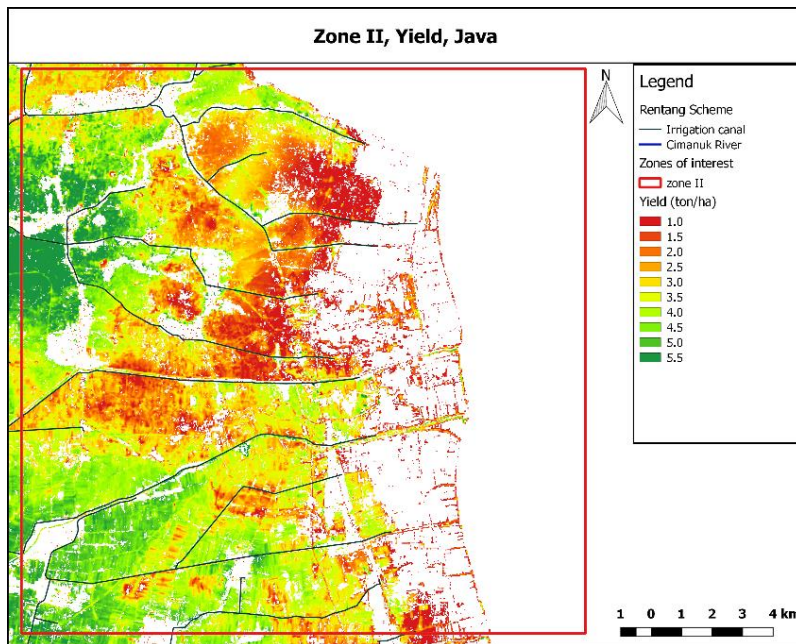 Zone II, Yield, Java
N
Legend
Rentang Scheme
Irrigation canal
Cimanuk River
Zones of interest
zone II
Yield (ton/ha)
1.0
1.5
2.0
2.5
3.0
3.5
4.0
4.5
5.0
5.5
1 0 1 2 3 4 km